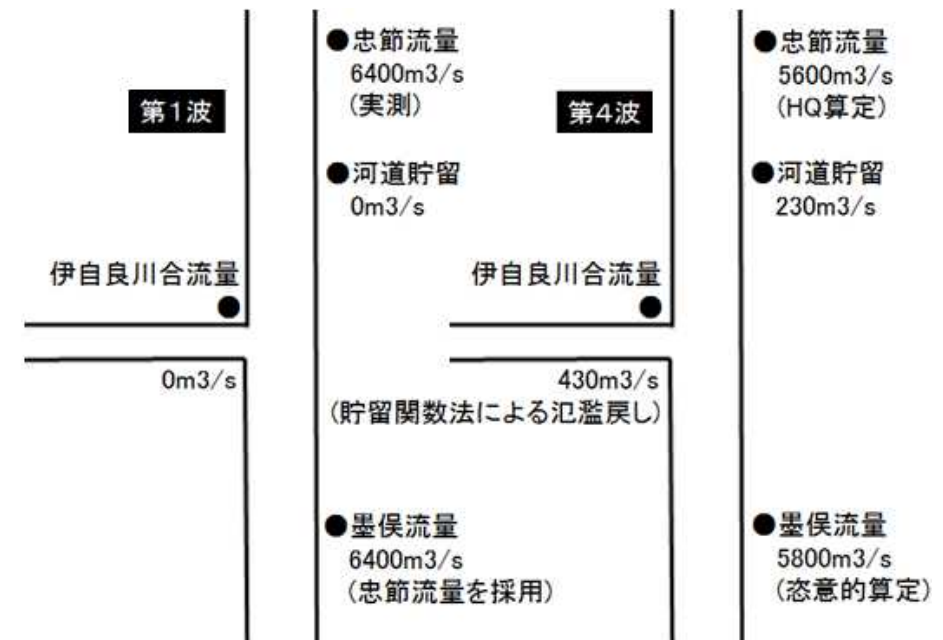 第1波
●忠節流量
6400m3/s
(実測)
●河道貯留
0m3/s
伊自良川合流量
●
0m3/s
●墨俣流量
6400m3/s
(忠節流量を採用)
第4波
●忠節流量
5600m3/s
(HQ算定)
●河道貯留
230m3/s
伊自良川合流量
●
430m3/s
(貯留関数法による氾濫戻し)
●墨俣流量
5800m3/s
(恣意的算定)